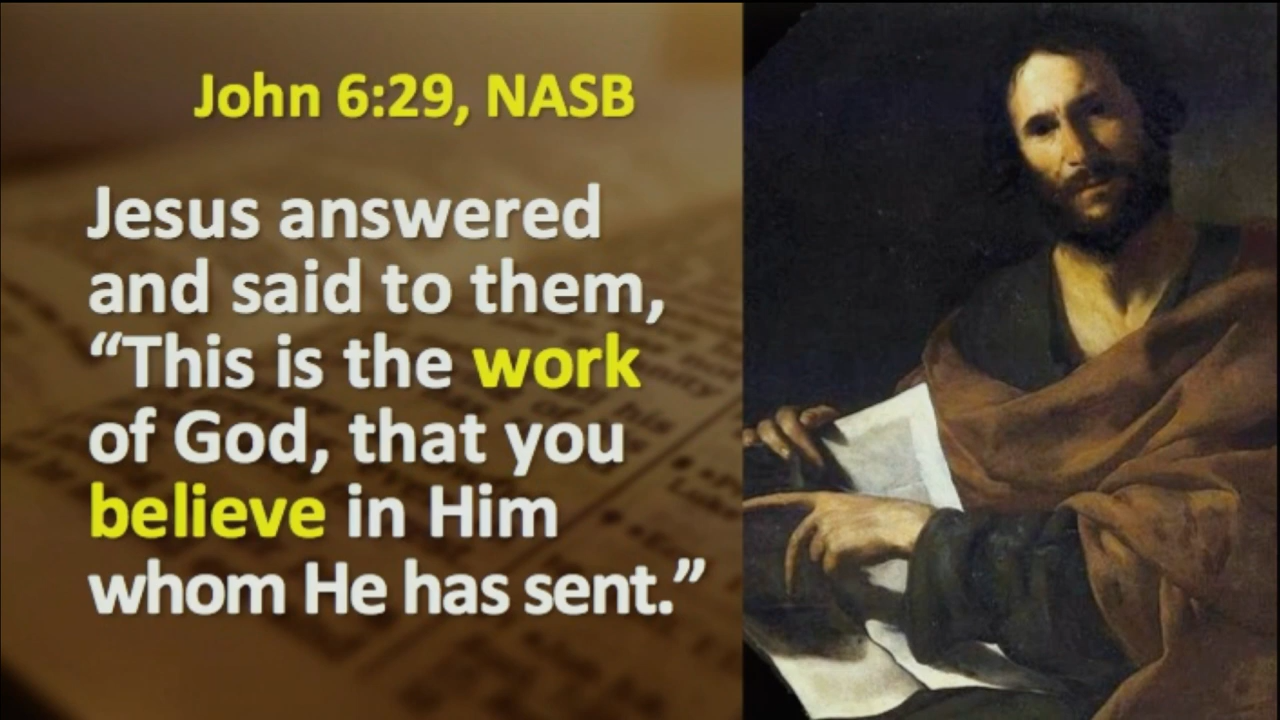 John 6:29, NASB
Jesus answered
and said to them,
“This is the work
of God, that you
believe in Him
whom He has sent.”